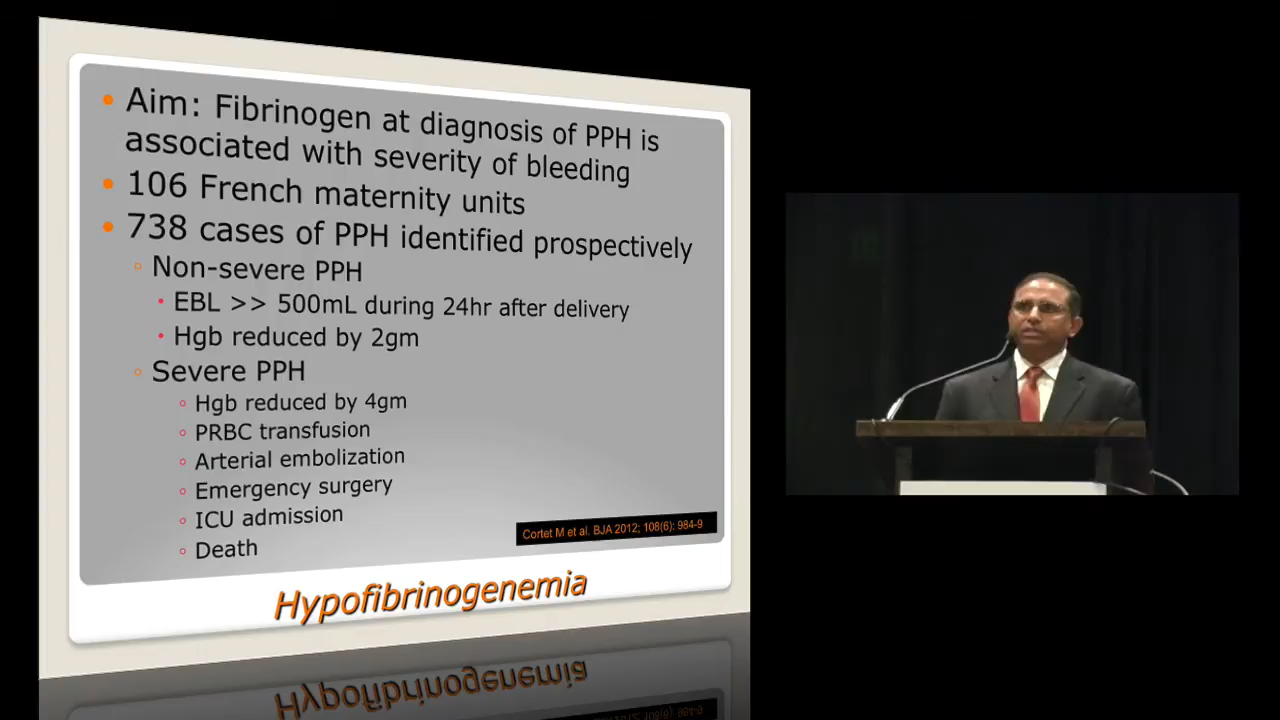 Aim: Fibrinogen at diagnosis of PPH is
associated with severity of bleeding
106 French maternity units
738 cases of PPH identified prospectively
Non-severe PPH
EBL >> 500mL during 24hr after delivery
Hgb reduced by 2gm
Severe PPH
Hgb reduced by 4gm
PRBC transfusion
Arterial embolization
Emergency surgery
ICU admission
Death
Cortet M et al. BJA 2012; 108(6): 984-9
Hypofibrinogenemia